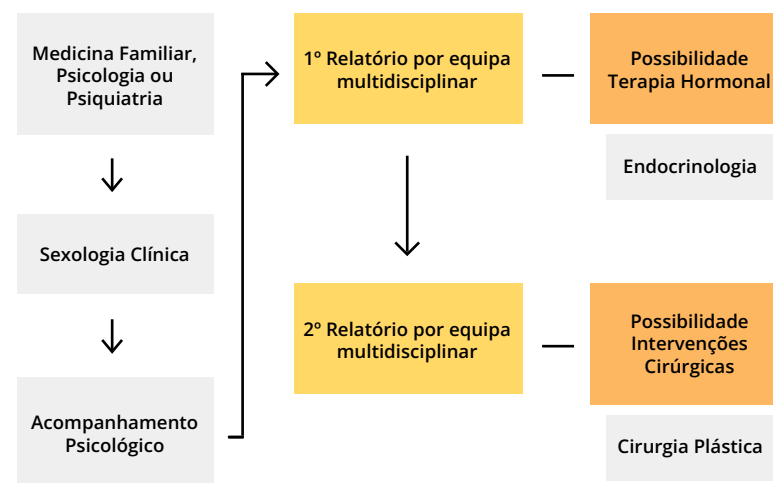 Medicina Familiar,
Psicologia ou
Psiquiatria
Sexologia Clínica
Acompanhamento
Psicológico
1º Relatório por equipa
multidisciplinar
2º Relatório por equipa
multidisciplinar
Possibilidade
Terapia Hormonal
Endocrinologia
Possibilidade
Intervenções
Cirúrgicas
Cirurgia Plástica